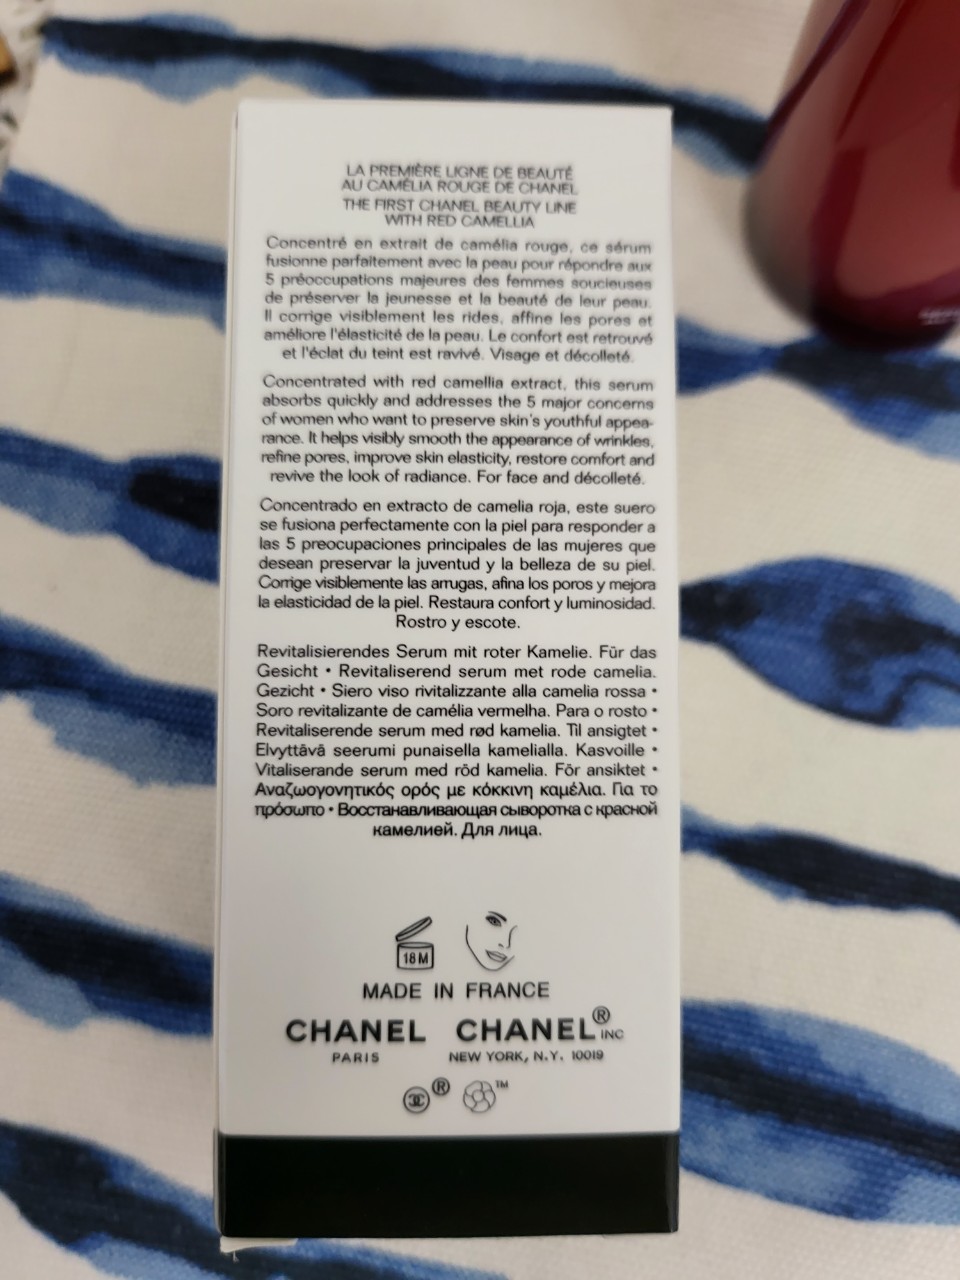 LA PREMIÈRE LIGNE DE BEAUTÉ
AU CAMÉLIA ROUGE DE CHANEL
THE FIRST CHANEL BEAUTY LINE
WITH RED CAMELLIA
Concentré en extrait de camélia rouge, ce sérum
fusionne parfaitement avec la peau pour répondre aux
5 préoccupations majeures des femmes soucieuses
de préserver la jeunesse et la beauté de leur peau.
Il corrige visiblement les rides, affine les pores et
améliore l'élasticité de la peau. Le confort est retrouvé
et l'éclat du teint est ravivé. Visage et décolleté.
Concentrated with red camellia extract, this serum
absorbs quickly and addresses the 5 major concerns
of women who want to preserve skin's youthful appea-
rance. It helps visibly smooth the appearance of wrinkles,
refine pores, improve skin elasticity, restore comfort and
revive the look of radiance. For face and décolleté.
Concentrado en extracto de camelia roja, este suero
se fusiona perfectamente con la piel para responder a
las 5 preocupaciones principales de las mujeres que
desean preservar la juventud y la belleza de su piel.
Corrige visiblemente las arrugas, afina los poros y mejora
la elasticidad de la piel. Restaura confort y luminosidad.
Rostro y escote.
Revitalisierendes Serum mit roter Kamelie. Für das
Gesicht • Revitaliserend serum met rode camelia.
Gezicht • Siero viso rivitalizzante alla camelia rossa •
Soro revitalizante de camélia vermelha. Para o rosto •
Revitaliserende serum med rød kamelia. Til ansigtet •
Elvyttävä seerumi punaisella kamelialla. Kasvoille •
Vitaliserande serum med röd kamelia. För ansiktet •
Αναζωογονητικός ορός με κόκκινη καμέλια. Για το
πρόσωπο • Восстанавливающая сыворотка с красной
камелией. Для лица.
18 M
MADE IN FRANCE
CHANEL CHANEL® INC
PARIS NEW YORK, N.Y. 10019
® ™